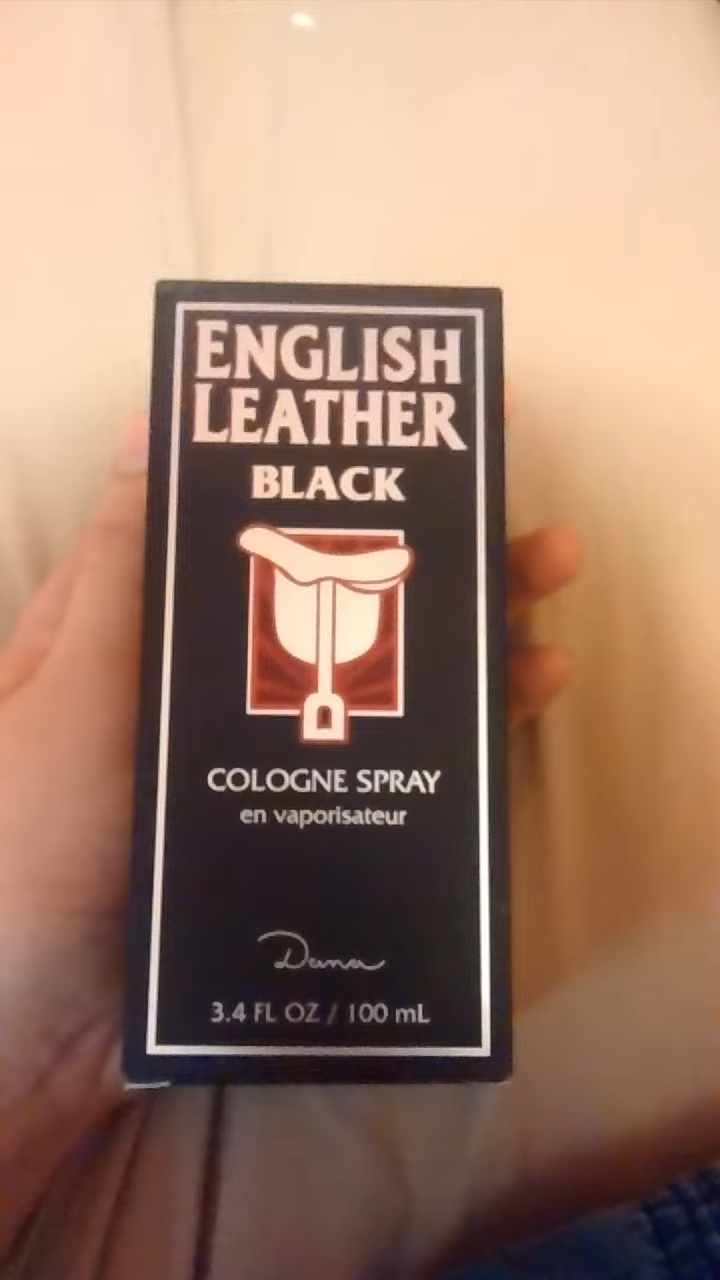 ENGLISH
LEATHER
BLACK
COLOGNE SPRAY
en vaporisateur
Dana
3.4 FL OZ / 100 mL